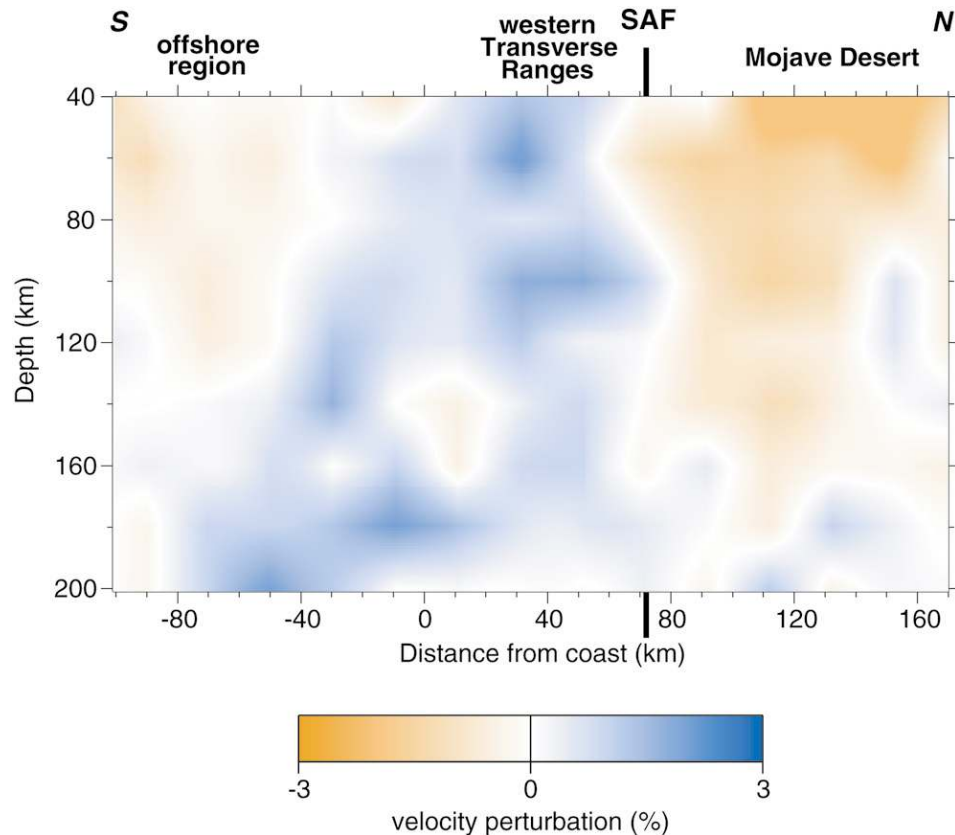 S
offshore
region
western
Transverse
Ranges
SAF
Mojave Desert
N
40
80
120
160
200
Depth (km)
-80
-40
0
40
80
120
160
Distance from coast (km)
-3
0
3
velocity perturbation (%)